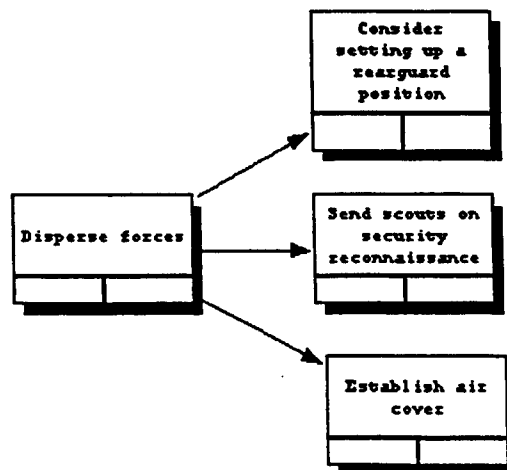 Consider
setting up a
rearguard
position
Disperse forces
Send scouts on
security
reconnaissance
Establish air
cover